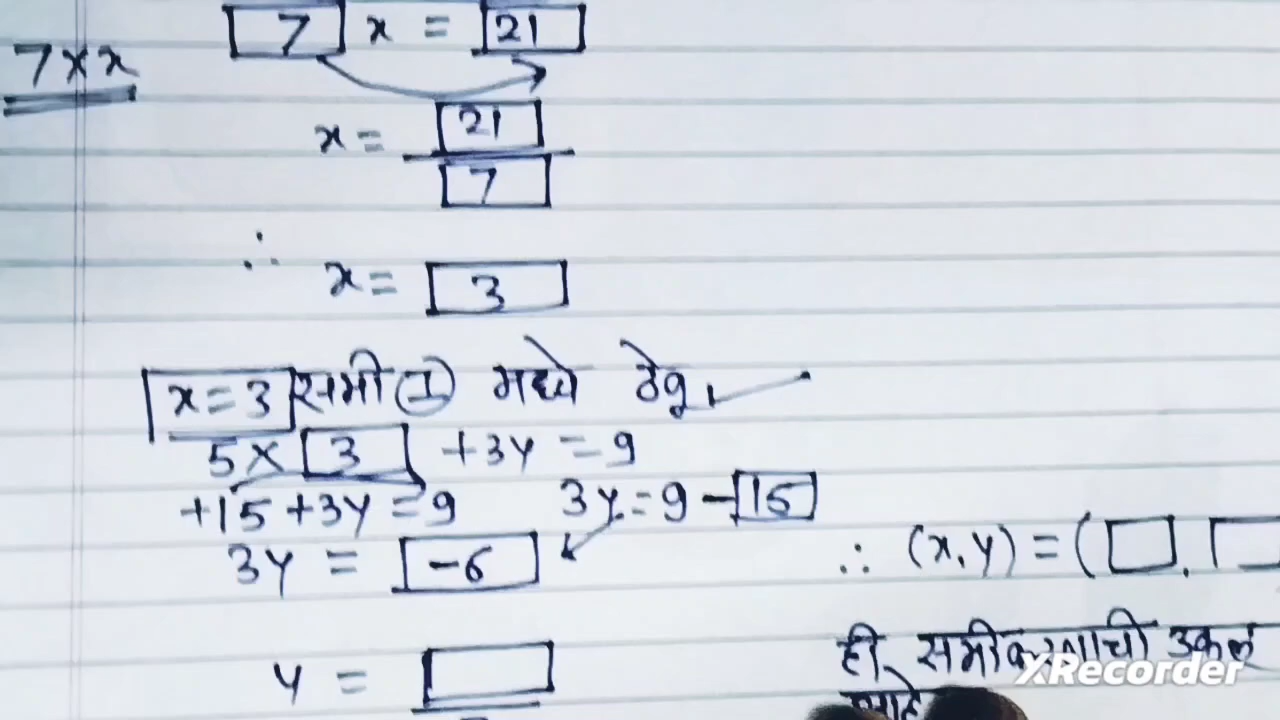 7 x = 21
7 × x
x = 21
7
∴ x = 3
x = 3 समी I मध्ये ठेवू,
5 × 3 + 3y = 9
+15 + 3y = 9 3y = 9 - 15
3y = -6
∴ (x, y) = ( , 
y =
ही समीकरणाची उकल
आहे
XRecorder